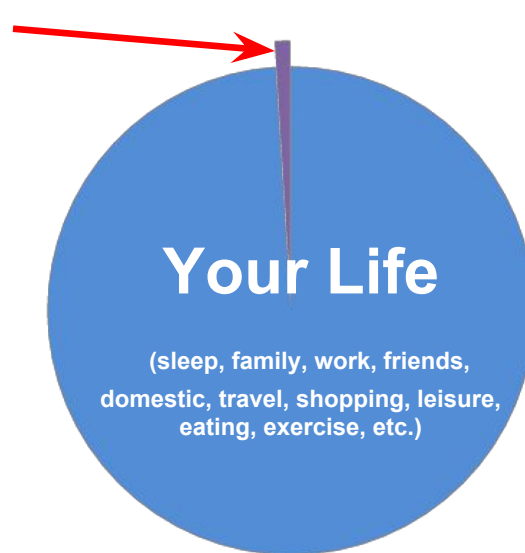 Your Life
(sleep, family, work, friends,
domestic, travel, shopping, leisure,
eating, exercise, etc.)